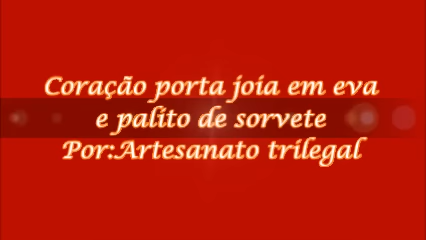 Coração porta joia em eva
e palito de sorvete
Por:Artesanato trilegal